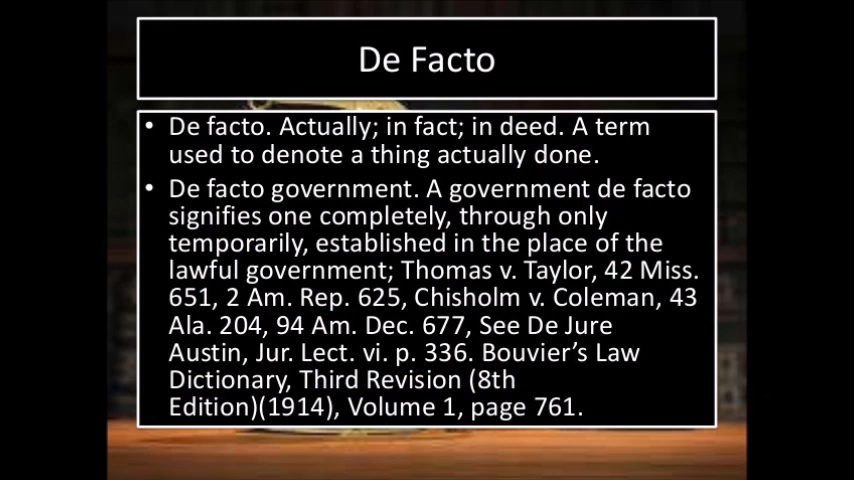 De Facto
• De facto. Actually; in fact; in deed. A term
used to denote a thing actually done.
• De facto government. A government de facto
signifies one completely, through only
temporarily, established in the place of the
lawful government; Thomas v. Taylor, 42 Miss.
651, 2 Am. Rep. 625, Chisholm v. Coleman, 43
Ala. 204, 94 Am. Dec. 677, See De Jure
Austin, Jur. Lect. vi. p. 336. Bouvier’s Law
Dictionary, Third Revision (8th
Edition)(1914), Volume 1, page 761.